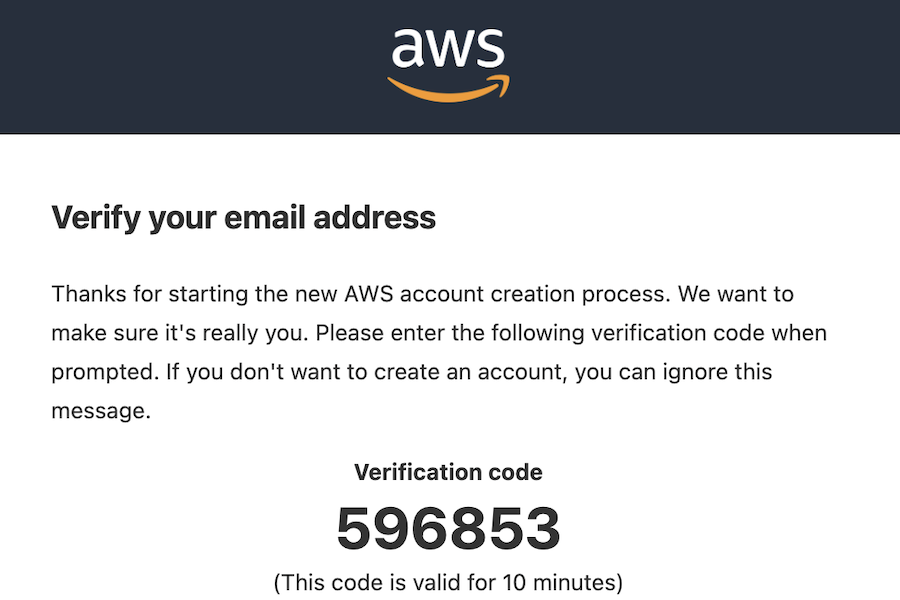 aws
Verify your email address
Thanks for starting the new AWS account creation process. We want to
make sure it's really you. Please enter the following verification code when
prompted. If you don't want to create an account, you can ignore this
message.
Verification code
596853
(This code is valid for 10 minutes)